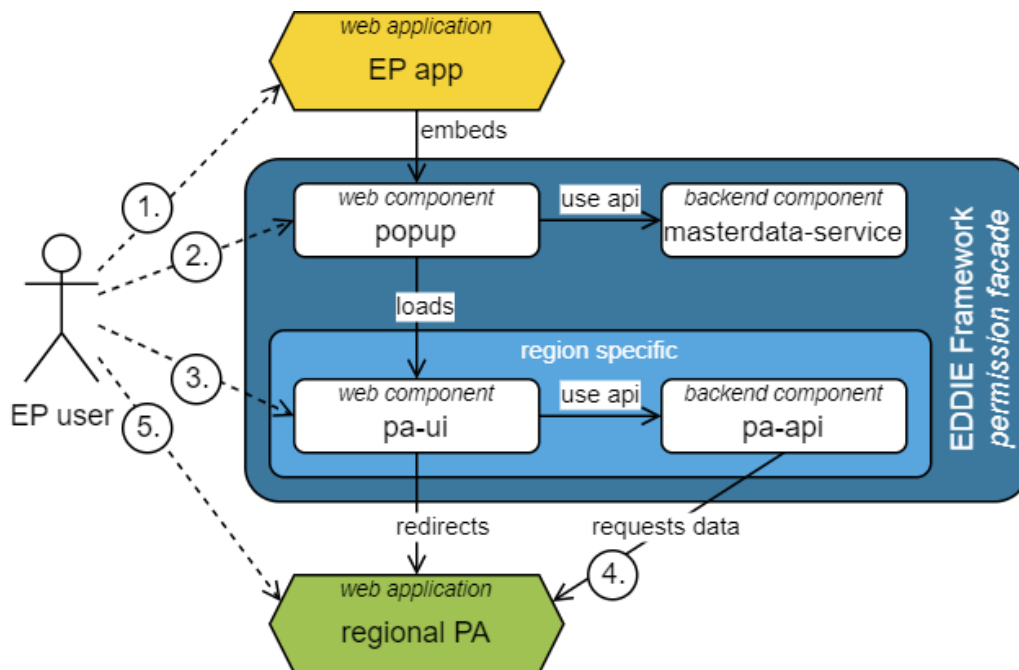 web application
EP app
embeds
1.
web component
popup
use api
backend component
masterdata-service
2.
loads
EDDIE Framework
permission facade
region specific
3.
web component
pa-ui
use api
backend component
pa-api
EP user
5.
redirects
requests data
4.
web application
regional PA